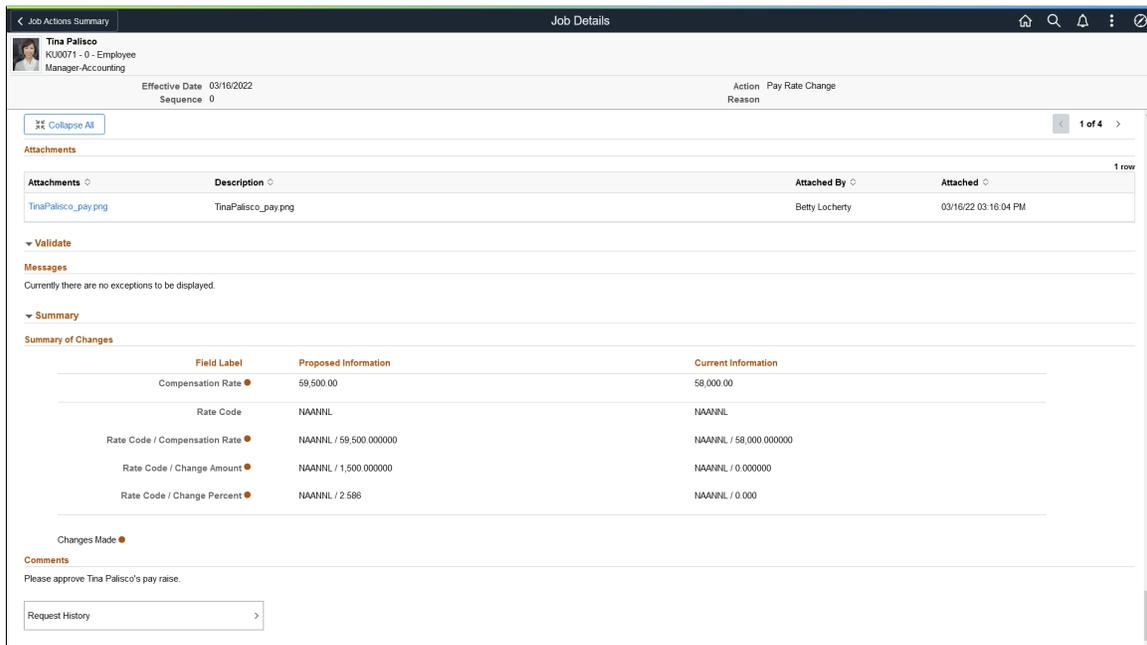 Job Actions Summary
Job Details
Tina Palisco
KU0071 - 0 - Employee
Manager-Accounting
Effective Date 03/16/2022 Action Pay Rate Change
Sequence 0 Reason
Collapse All 1 of 4
Attachments
1 row
Attachments Description Attached By Attached
TinaPalisco_pay.png TinaPalisco_pay.png Betty Locherty 03/16/22 03:16:04 PM
Validate
Messages
Currently there are no exceptions to be displayed.
Summary
Summary of Changes
Field Label Proposed Information Current Information
Compensation Rate 59,500.00 58,000.00
Rate Code NAANNL NAANNL
Rate Code / Compensation Rate NAANNL / 59,500.000000 NAANNL / 58,000.000000
Rate Code / Change Amount NAANNL / 1,500.000000 NAANNL / 0.000000
Rate Code / Change Percent NAANNL / 2.586 NAANNL / 0.000
Changes Made
Comments
Please approve Tina Palisco's pay raise.
Request History